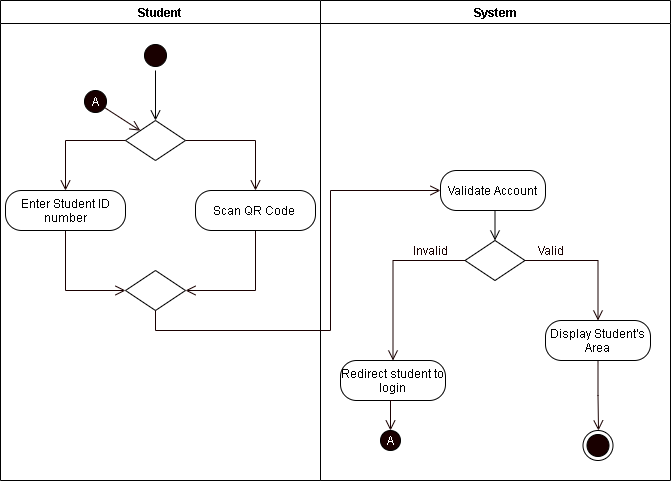 Student
System
A
Enter Student ID
number
Scan QR Code
Validate Account
Invalid
Valid
Display Student's
Area
Redirect student to
login
A